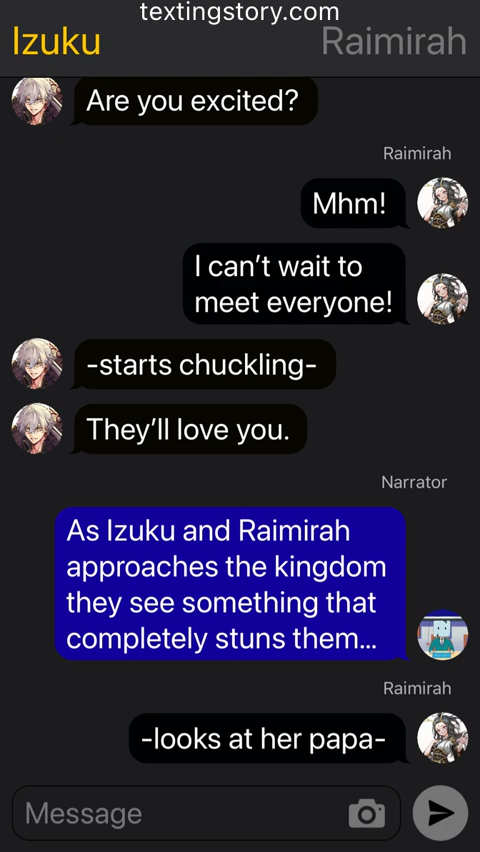 textingstory.com
Izuku
Raimirah
Are you excited?
Raimirah
Mhm!
I can’t wait to
meet everyone!
-starts chuckling-
They’ll love you.
Narrator
As Izuku and Raimirah
approaches the kingdom
they see something that
completely stuns them...
Raimirah
-looks at her papa-
Message